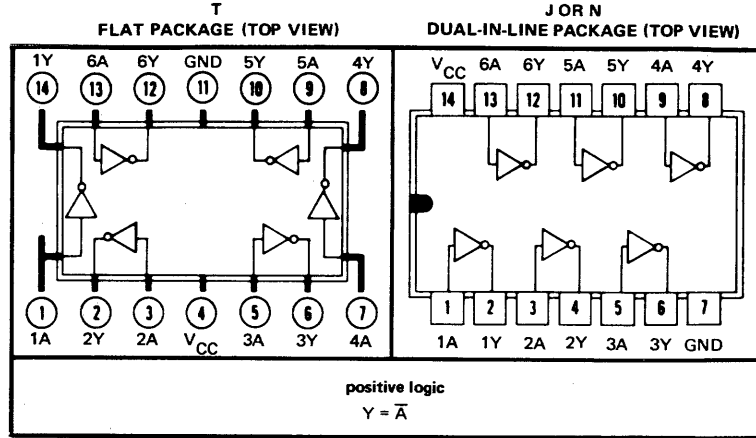 T
FLAT PACKAGE (TOP VIEW)
1Y 6A 6Y GND 5Y 5A 4Y
14 13 12 11 10 9 8
1 2 3 4 5 6 7
1A 2Y 2A VCC 3A 3Y 4A
J OR N
DUAL-IN-LINE PACKAGE (TOP VIEW)
VCC 6A 6Y 5A 5Y 4A 4Y
14 13 12 11 10 9 8
1 2 3 4 5 6 7
1A 1Y 2A 2Y 3A 3Y GND
positive logic
Y = A̅